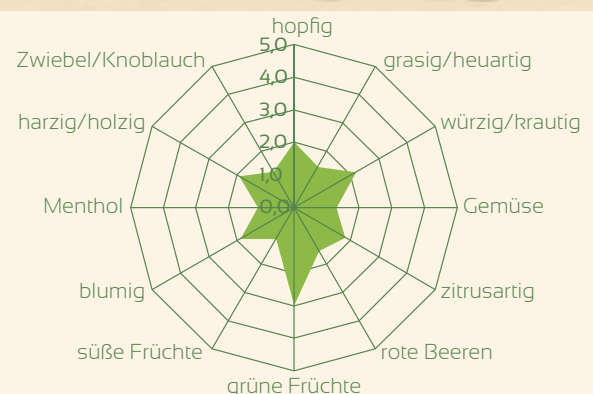 hopfig
5,0
Zwiebel/Knoblauch
grasig/heuartig
4,0
3,0
harzig/holzig
würzig/krautig
2,0
1,0
Menthol
0,0
Gemüse
blumig
zitrusartig
süße Früchte
rote Beeren
grüne Früchte